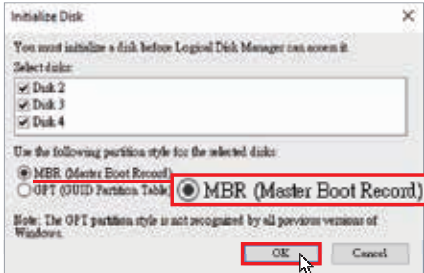 Initialize Disk
You must initialize a disk before Logical Disk Manager can access it.
Select disks:
Disk 2
Disk 3
Disk 4
Use the following partition style for the selected disks:
MBR (Master Boot Record)
GPT (GUID Partition Table)
MBR (Master Boot Record)
Note: The GPT partition style is not recognized by all previous versions of
Windows.
OK Cancel